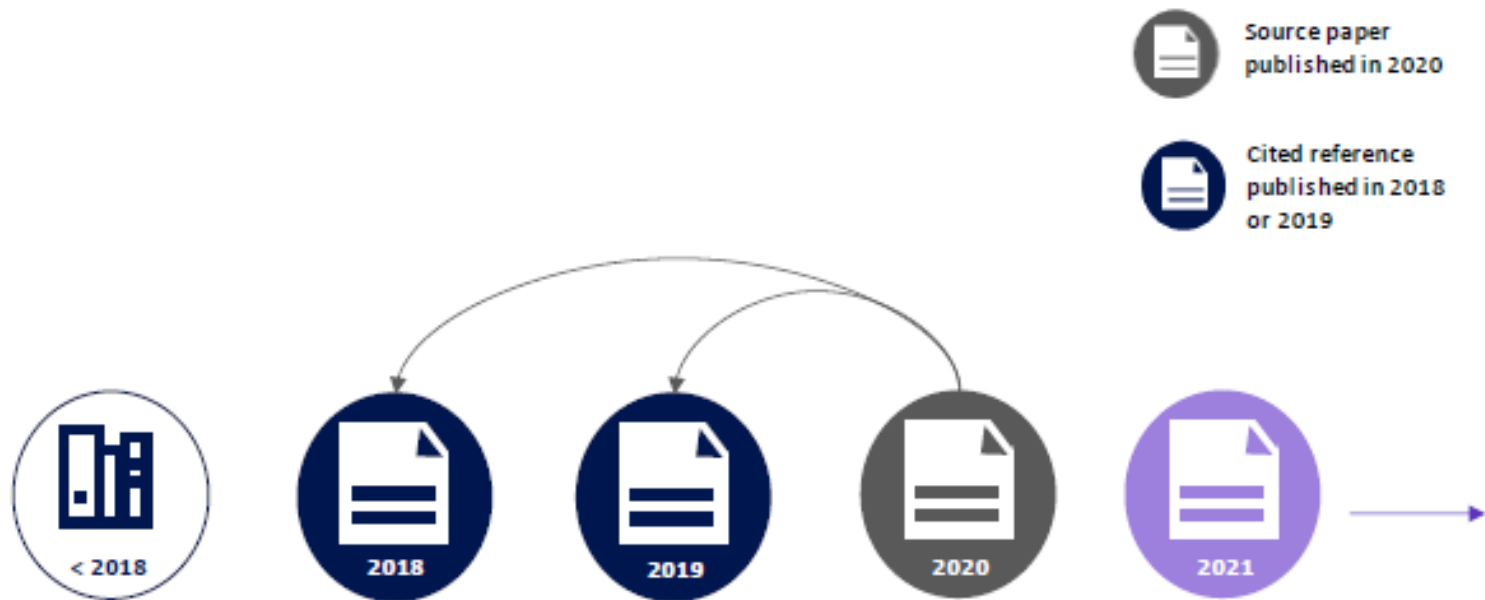 Source paper
published in 2020
Cited reference
published in 2018
or 2019
< 2018
2018
2019
2020
2021